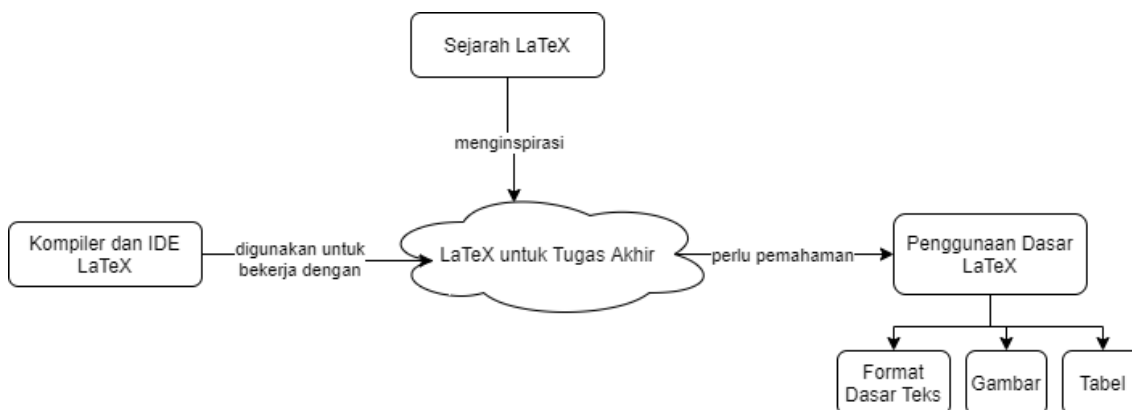 Sejarah LaTeX
menginspirasi
Kompiler dan IDE
LaTeX
digunakan untuk
bekerja dengan
LaTeX untuk Tugas Akhir
perlu pemahaman
Penggunaan Dasar
LaTeX
Format
Dasar Teks
Gambar
Tabel